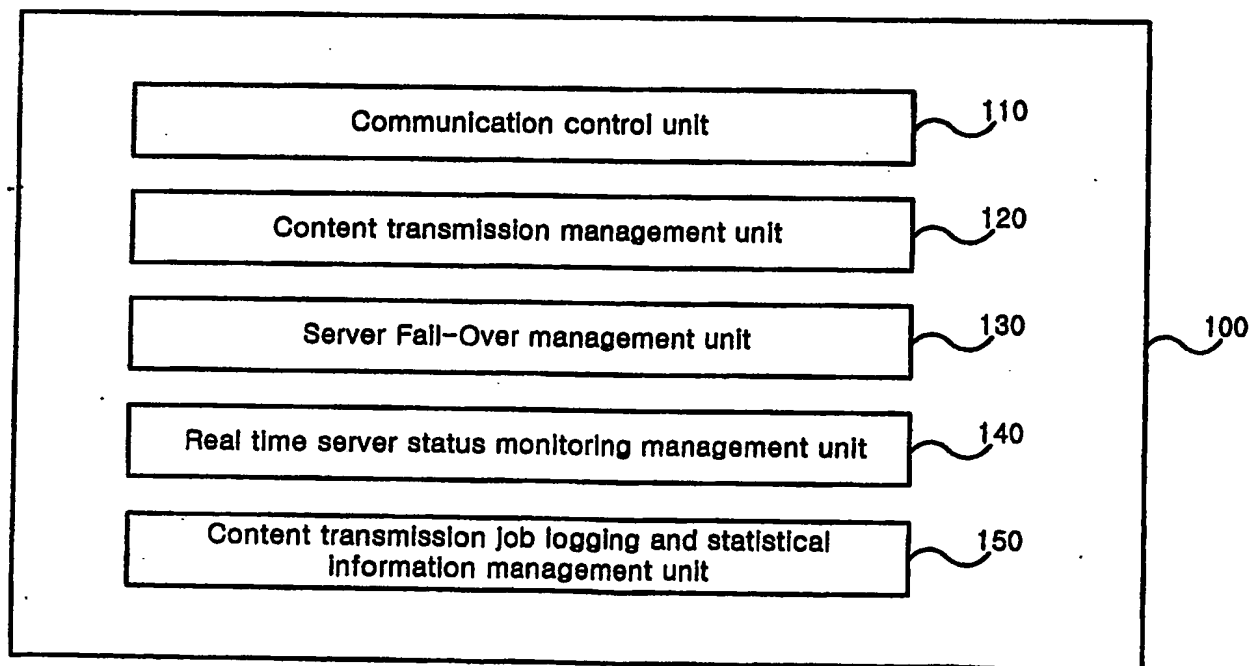 Communication control unit
110
Content transmission management unit
120
Server Fail-Over management unit
130
100
Real time server status monitoring management unit
140
Content transmission job logging and statistical
information management unit
150